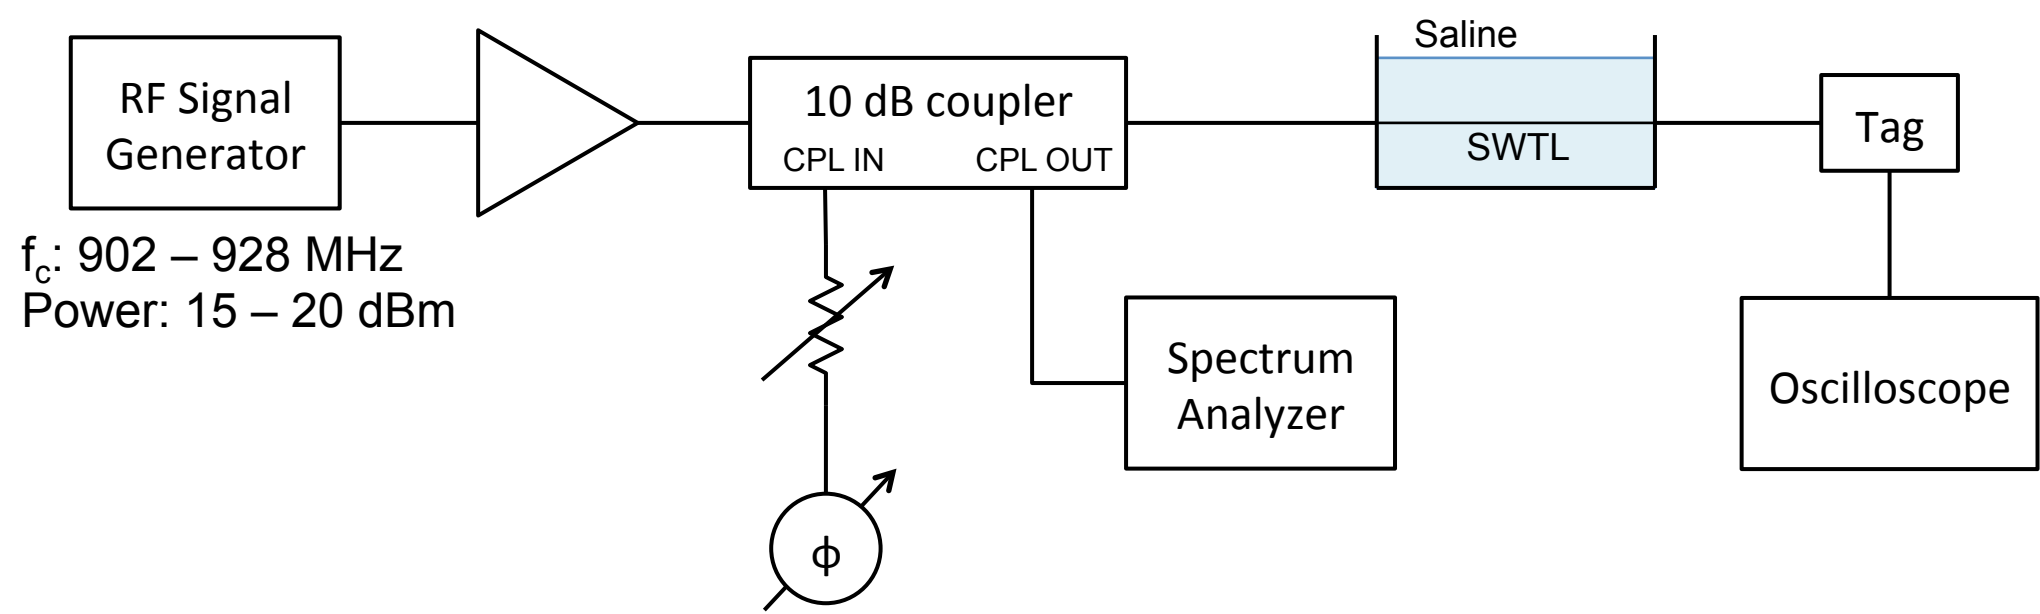 RF Signal
Generator
f_c: 902 – 928 MHz
Power: 15 – 20 dBm
10 dB coupler
CPL IN
CPL OUT
Saline
SWTL
Tag
Spectrum
Analyzer
Oscilloscope
ϕ